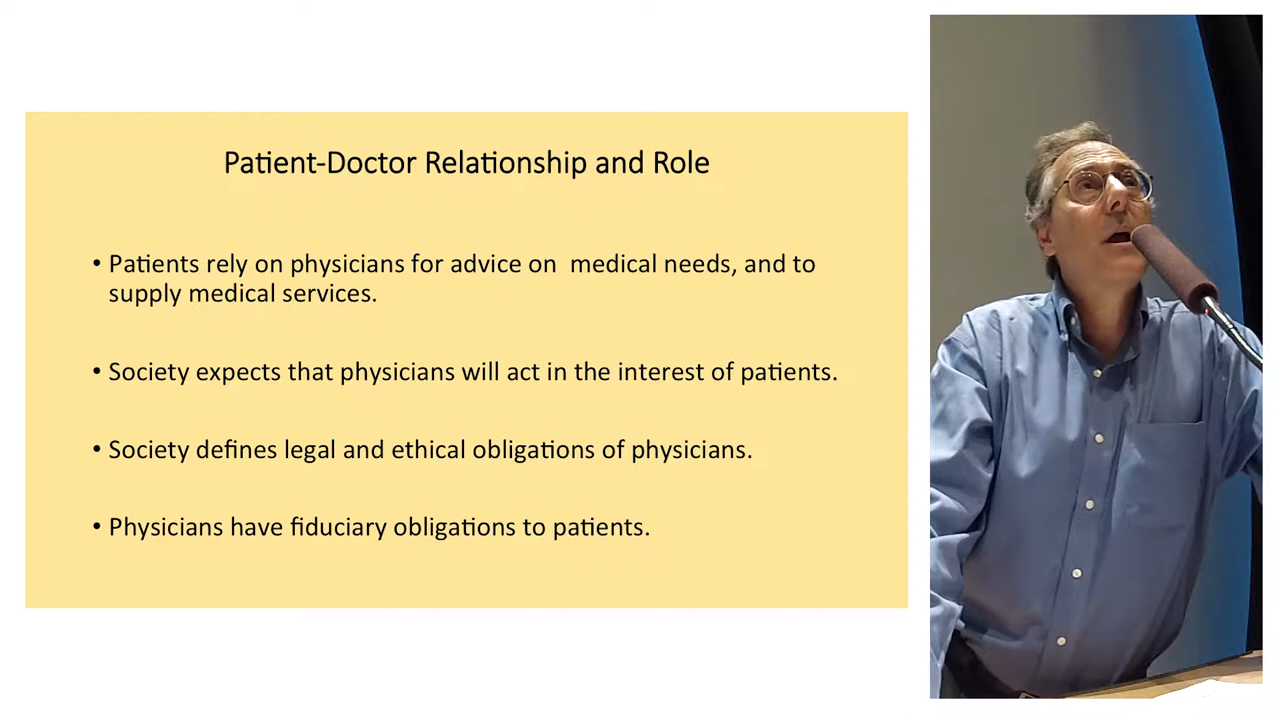 Patient-Doctor Relationship and Role
• Patients rely on physicians for advice on  medical needs, and to
supply medical services.
• Society expects that physicians will act in the interest of patients.
• Society defines legal and ethical obligations of physicians.
• Physicians have fiduciary obligations to patients.